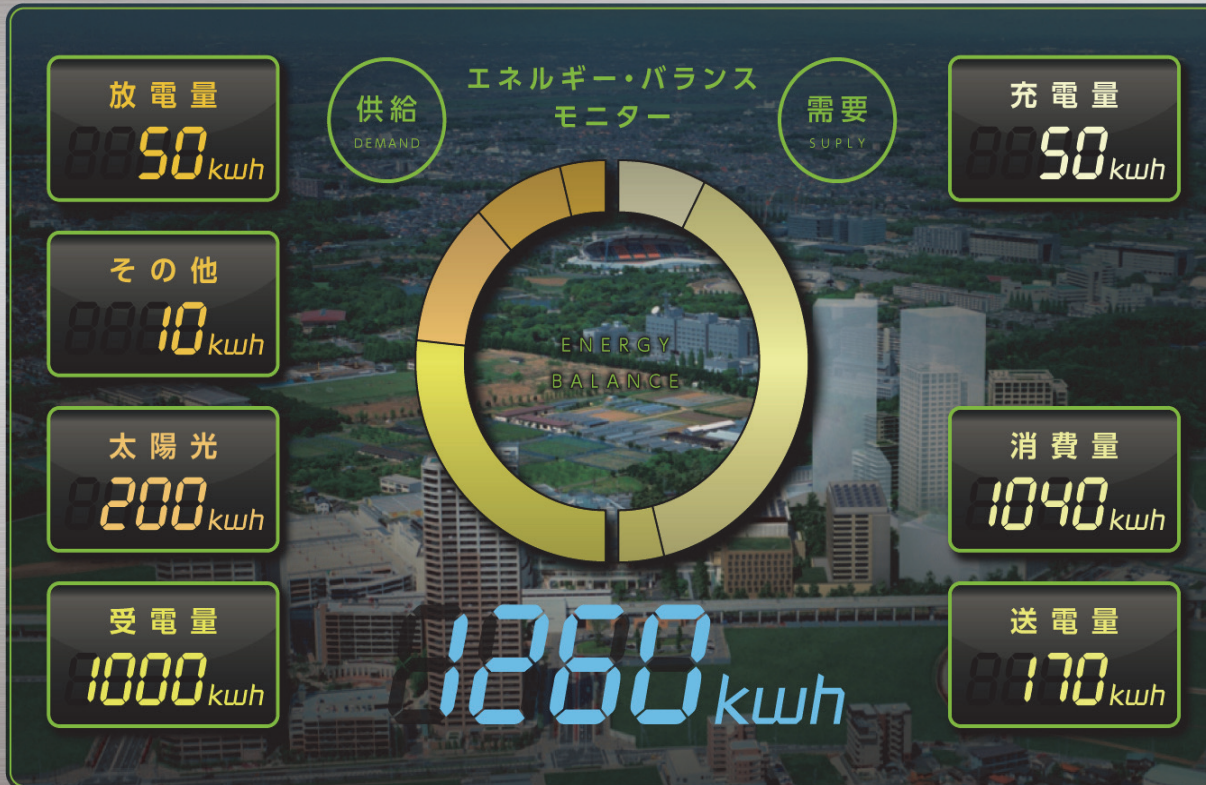 エネルギー・バランス
モニター
供給
DEMAND
需要
SUPLY
放電量
50kwh
その他
10kwh
太陽光
200kwh
受電量
1000kwh
ENERGY
BALANCE
1260kwh
充電量
50kwh
消費量
1040kwh
送電量
170kwh